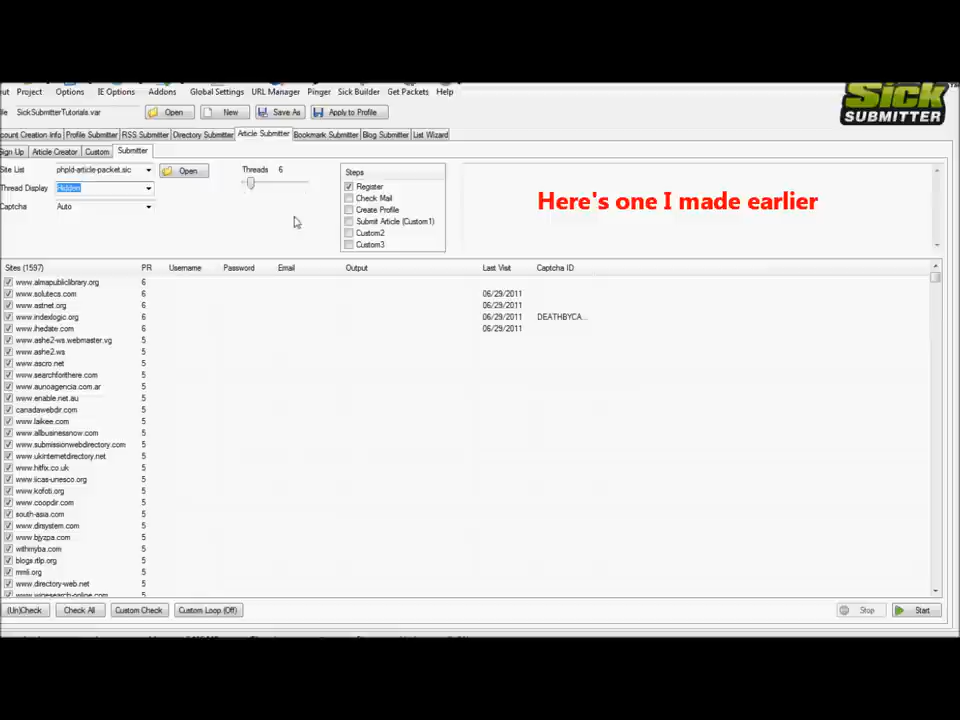 Project Options IE Options Addons Global Settings URL Manager Pinger Sick Builder Get Packets Help
SICK SUBMITTER
SickSubmitterTutorials.var Open New Save As Apply to Profile
count Creation Info Profile Submitter RSS Submitter Directory Submitter Article Submitter Bookmark Submitter Blog Submitter List Wizard
Sign Up Article Creator Custom Submitter
Site List phpld-article-packet.sic Open Threads 6 Steps
Thread Display Hidden Register
Captcha Auto Check Mail
Create Profile
Submit Article (Custom1)
Custom2
Custom3
Here's one I made earlier
Sites (1597) PR Username Password Email Output Last Visit Captcha ID
www.almapubliclibrary.org 6
www.soluteca.com 6 06/29/2011
www.astnet.org 6 06/29/2011
www.indexlogic.org 6 06/29/2011 DEATHBYCA...
www.ihedate.com 6 06/29/2011
www.ashe2-ws.webmaster.vg 5
www.ashe2.ws 5
www.ascro.net 5
www.searchforithere.com 5
www.aunoagencia.com.ar 5
www.enable.net.au 5
canadawebdir.com 5
www.laikee.com 5
www.allbusinessnow.com 5
www.submissionwebdirectory.com 5
www.ukinternetdirectory.net 5
www.hitfix.co.uk 5
www.iicas-unesco.org 5
www.kofoti.org 5
www.coopdir.com 5
south-asia.com 5
www.dirsystem.com 5
www.bjyzpa.com 5
withmyba.com 5
blogs.rtlp.org 5
mmli.org 5
www.directory-web.net 5
www.winesearch-online.com 5
(Un)Check Check All Custom Check Custom Loop (Off) Stop Start